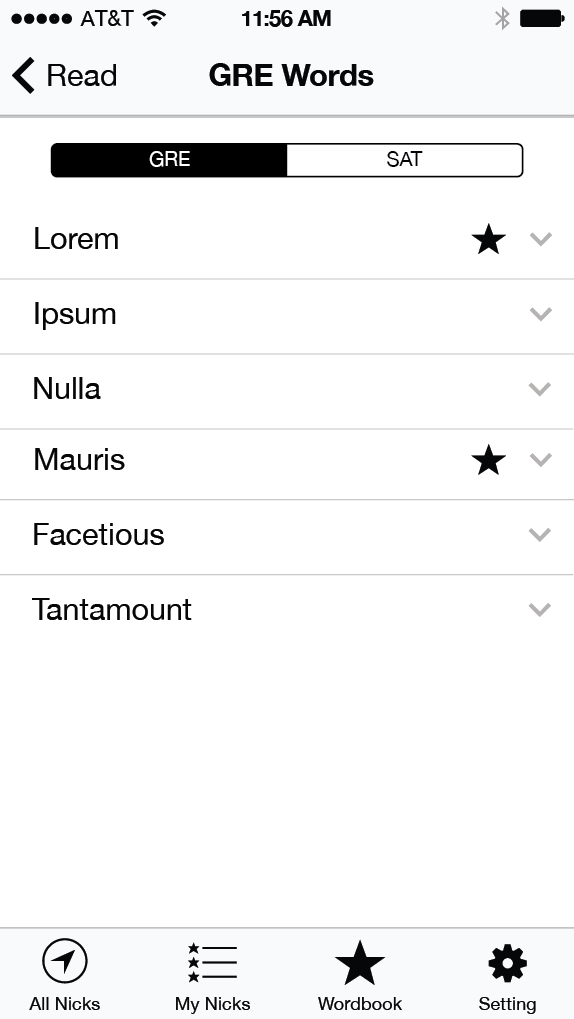 AT&T 11:56 AM
Read GRE Words
GRE SAT
Lorem
Ipsum
Nulla
Mauris
Facetious
Tantamount
All Nicks My Nicks Wordbook Setting